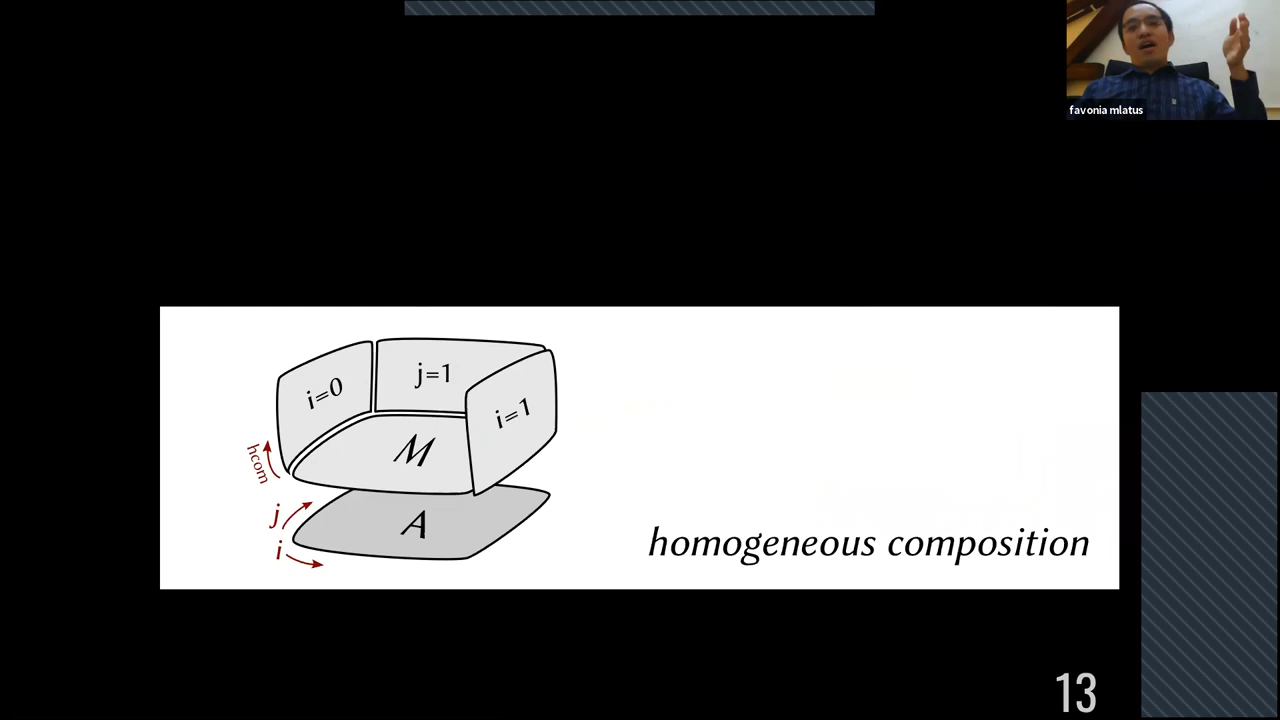 favonia mlatus
i=0
j=1
i=1
M
hcom
j
A
i
homogeneous composition
13